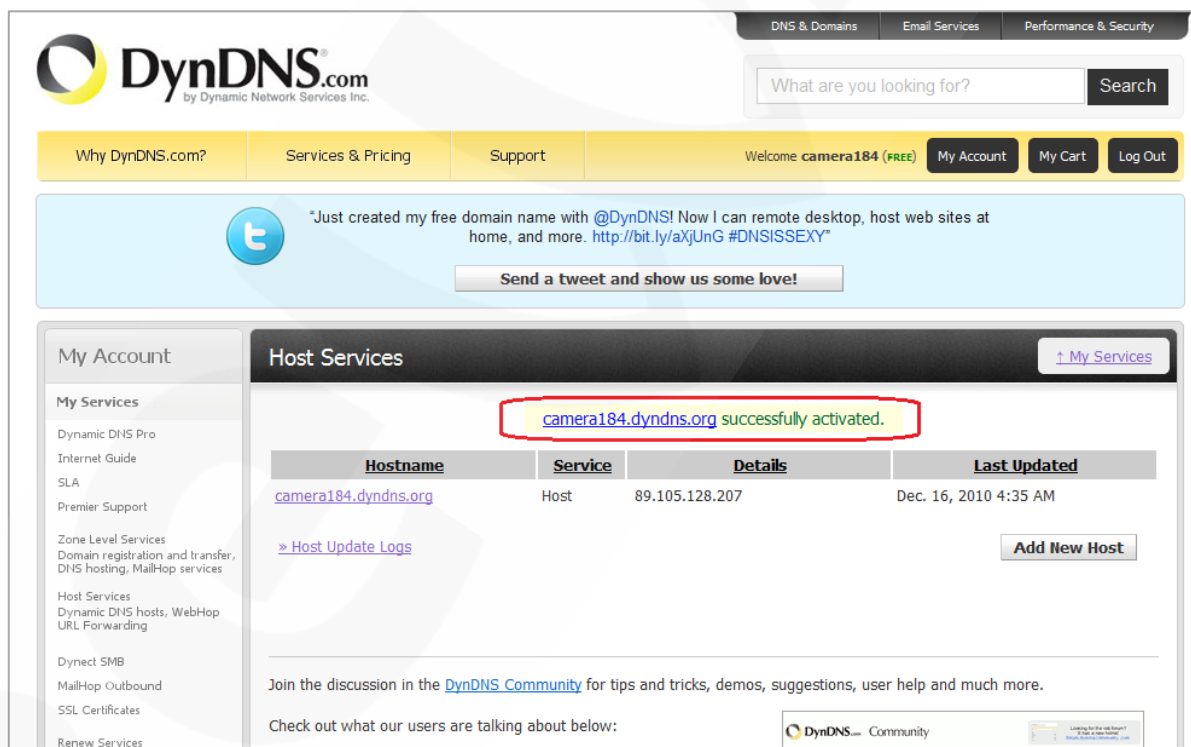 DNS & Domains
Email Services
Performance & Security
DynDNS.com
by Dynamic Network Services Inc.
What are you looking for?
Search
Why DynDNS.com?
Services & Pricing
Support
Welcome camera184 (FREE)
My Account
My Cart
Log Out
"Just created my free domain name with @DynDNS! Now I can remote desktop, host web sites at
home, and more. http://bit.ly/aXjUnG #DNSISSEXY"
Send a tweet and show us some love!
My Account
My Services
Dynamic DNS Pro
Internet Guide
SLA
Premier Support
Zone Level Services
Domain registration and transfer,
DNS hosting, MailHop services
Host Services
Dynamic DNS hosts, WebHop
URL Forwarding
Dynect SMB
MailHop Outbound
SSL Certificates
Renew Services
Host Services
↑ My Services
camera184.dyndns.org successfully activated.
Hostname Service Details Last Updated
camera184.dyndns.org Host 89.105.128.207 Dec. 16, 2010 4:35 AM
» Host Update Logs
Add New Host
Join the discussion in the DynDNS Community for tips and tricks, demos, suggestions, user help and much more.
Check out what our users are talking about below:
DynDNS.com Community